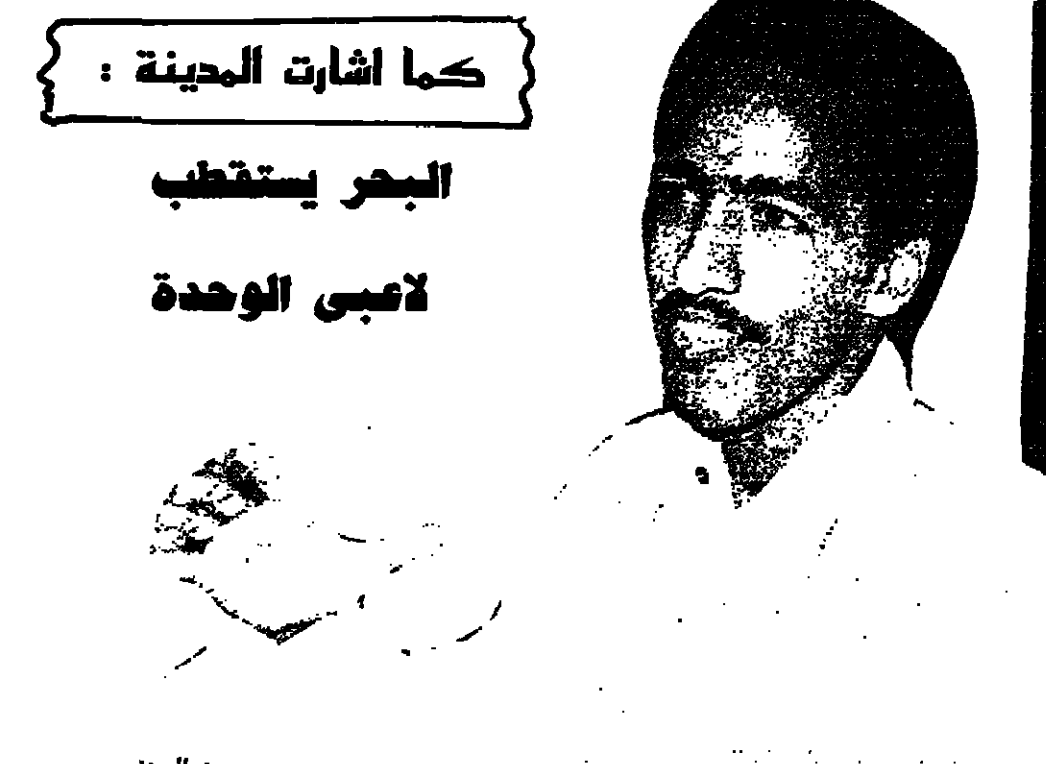 كما اشارت المدينة :
البحر يستقطب
لاعبى الوحدة